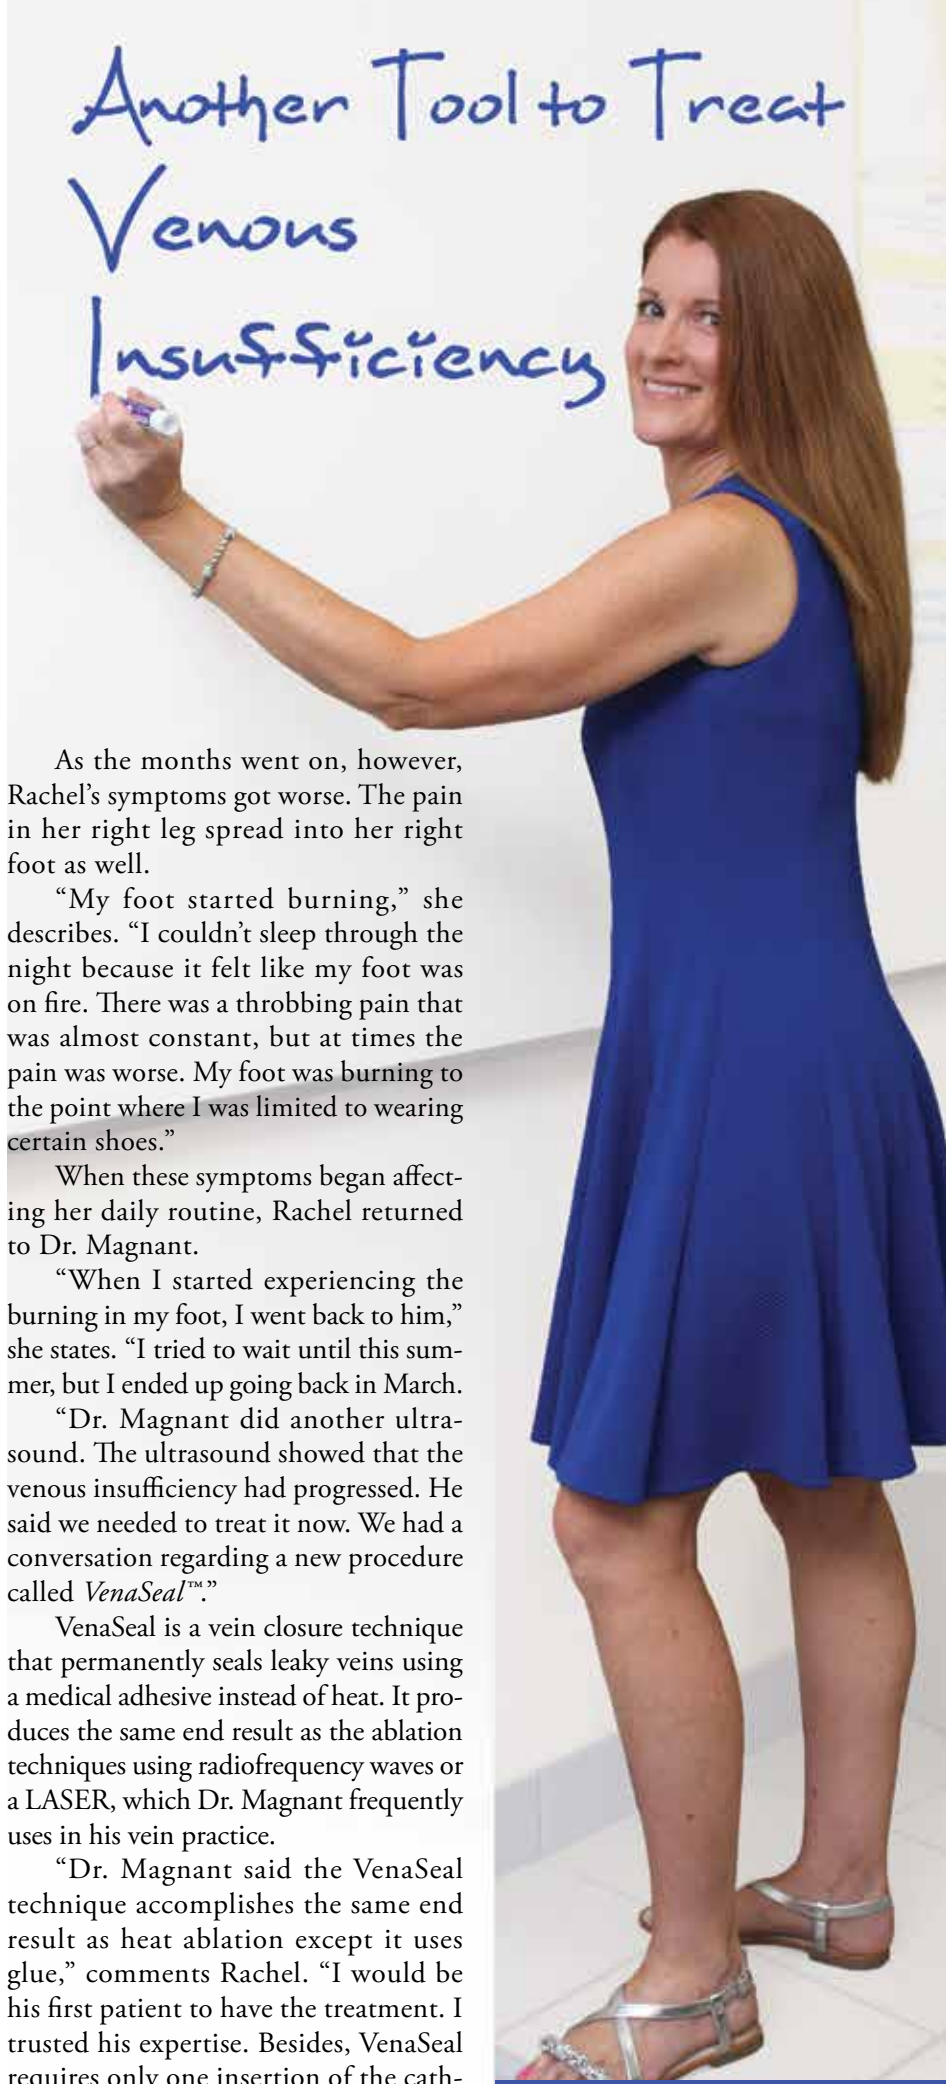 Another Tool to Treat
Venous
Insufficiency
As the months went on, however,
Rachel’s symptoms got worse. The pain
in her right leg spread into her right
foot as well.
“My foot started burning,” she
describes. “I couldn’t sleep through the
night because it felt like my foot was
on fire. There was a throbbing pain that
was almost constant, but at times the
pain was worse. My foot was burning to
the point where I was limited to wearing
certain shoes.”
When these symptoms began affect-
ing her daily routine, Rachel returned
to Dr. Magnant.
“When I started experiencing the
burning in my foot, I went back to him,”
she states. “I tried to wait until this sum-
mer, but I ended up going back in March.
“Dr. Magnant did another ultra-
sound. The ultrasound showed that the
venous insufficiency had progressed. He
said we needed to treat it now. We had a
conversation regarding a new procedure
called VenaSeal™.”
VenaSeal is a vein closure technique
that permanently seals leaky veins using
a medical adhesive instead of heat. It pro-
duces the same end result as the ablation
techniques using radiofrequency waves or
a LASER, which Dr. Magnant frequently
uses in his vein practice.
“Dr. Magnant said the VenaSeal
technique accomplishes the same end
result as heat ablation except it uses
glue,” comments Rachel. “I would be
his first patient to have the treatment. I
trusted his expertise. Besides, VenaSeal
requires only one insertion of the cath-